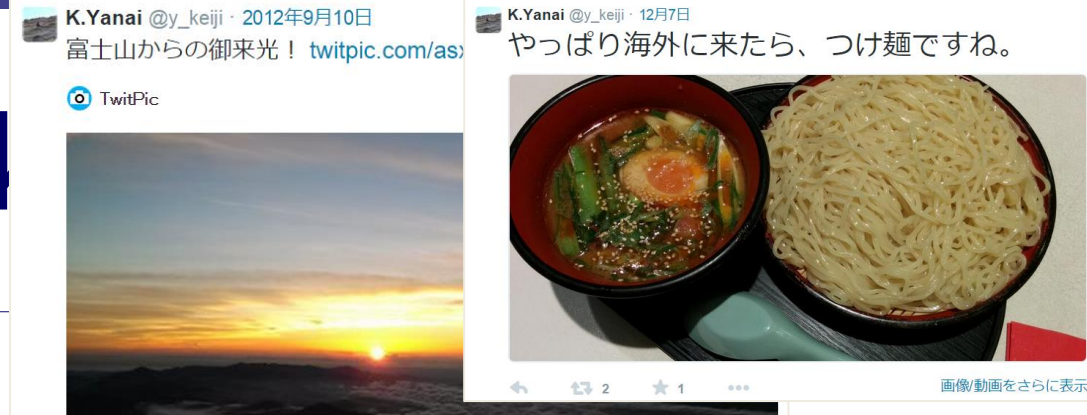 K.Yanai @y_keiji · 2012年9月10日
富士山からの御来光！ twitpic.com/as
TwitPic
K.Yanai @y_keiji · 12月7日
やっぱり海外に来たら、つけ麺ですね。
2
1
画像/動画をさらに表示